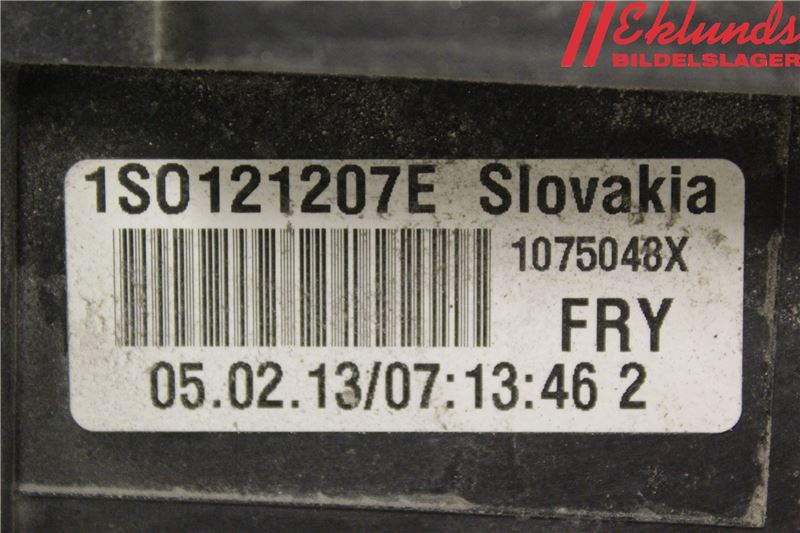 Eklunds
BILDELSLAGER
1S0121207E Slovakia
1075048X
FRY
05.02.13/07:13:46 2